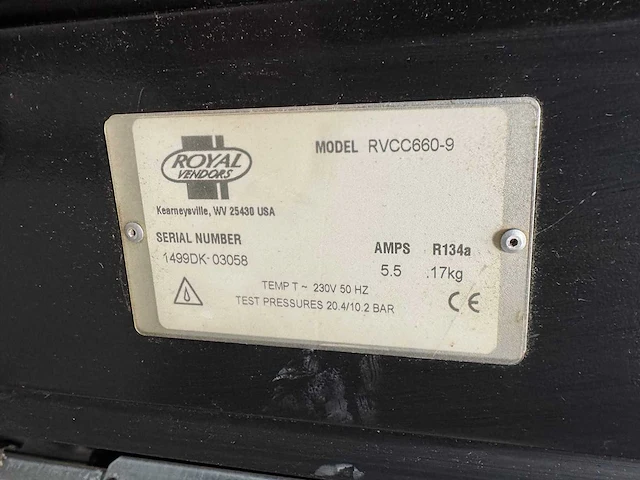 ROYAL
VENDORS
MODEL RVCC660-9
Kearneysville, WV 25430 USA
SERIAL NUMBER
1499DK-03058
AMPS R134a
5.5 .17kg
TEMP T ~ 230V 50 HZ
TEST PRESSURES 20.4/10.2 BAR
CE